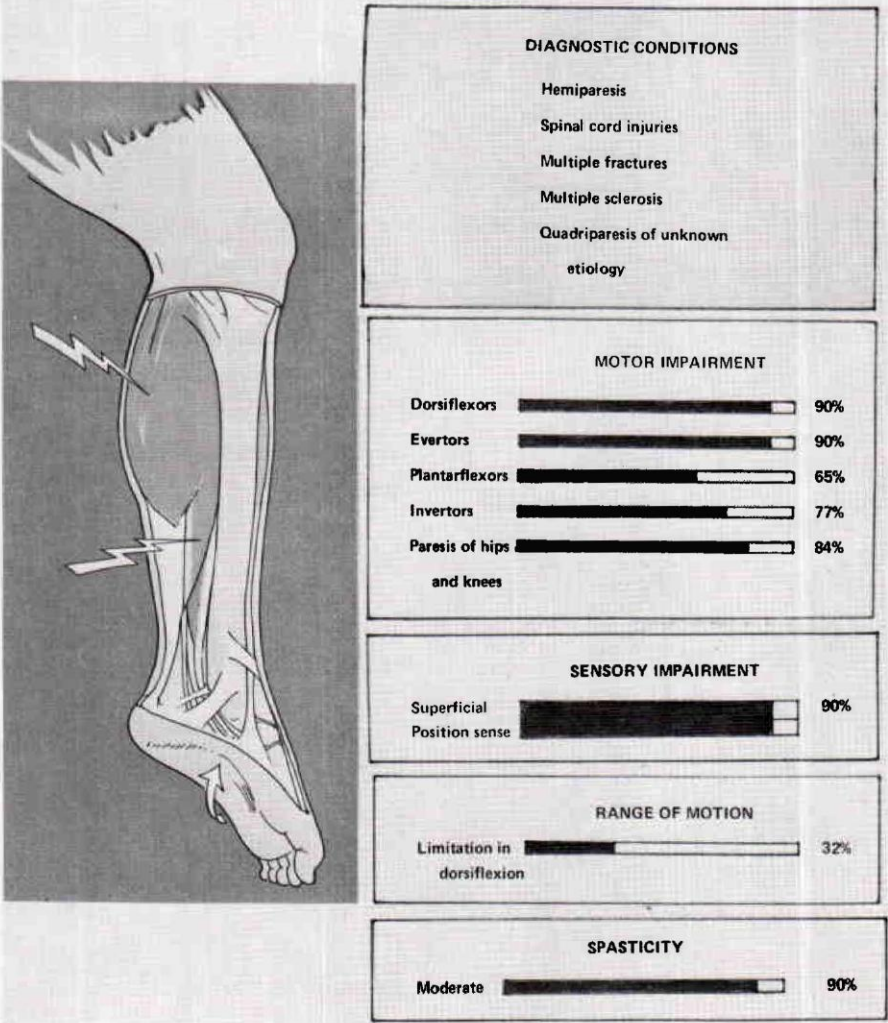 DIAGNOSTIC CONDITIONS
Hemiparesis
Spinal cord injuries
Multiple fractures
Multiple sclerosis
Quadriparesis of unknown
etiology
MOTOR IMPAIRMENT
Dorsiflexors 90%
Evertors 90%
Plantarflexors 65%
Invertors 77%
Paresis of hips 84%
and knees
SENSORY IMPAIRMENT
Superficial 90%
Position sense
RANGE OF MOTION
Limitation in 32%
dorsiflexion
SPASTICITY
Moderate 90%